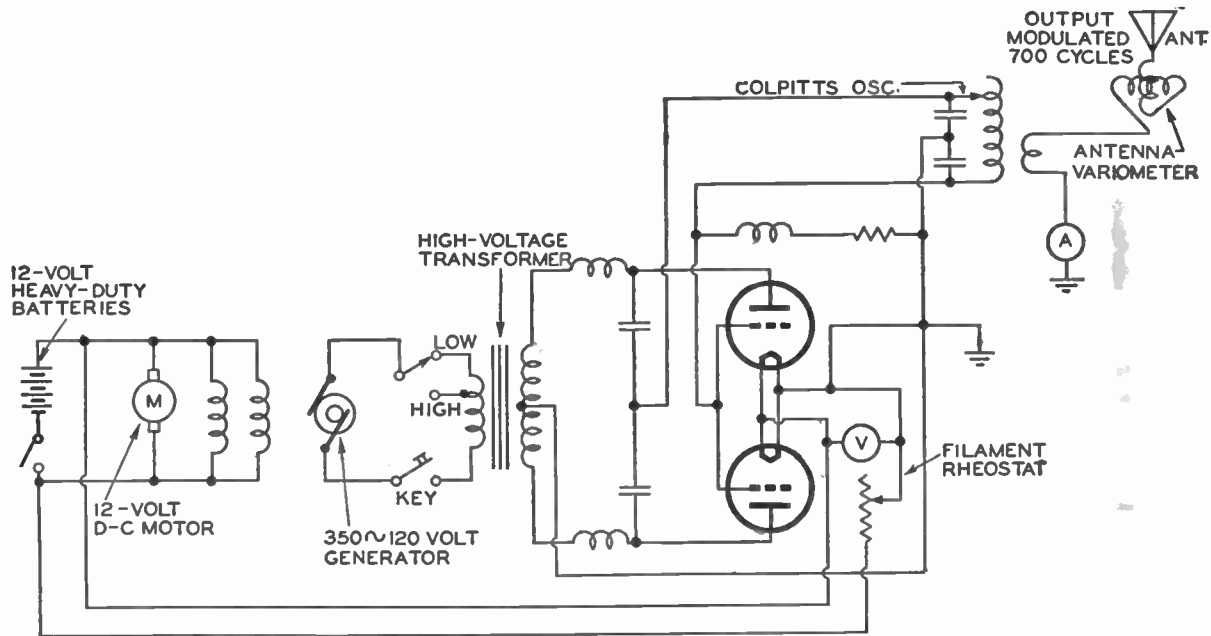 OUTPUT
MODULATED
700 CYCLES
ANT.
COLPITTS OSC.
ANTENNA
VARIOMETER
A
HIGH-VOLTAGE
TRANSFORMER
12-VOLT
HEAVY-DUTY
BATTERIES
LOW
HIGH
M
KEY
V
FILAMENT
RHEOSTAT
12-VOLT
D-C MOTOR
350~120 VOLT
GENERATOR